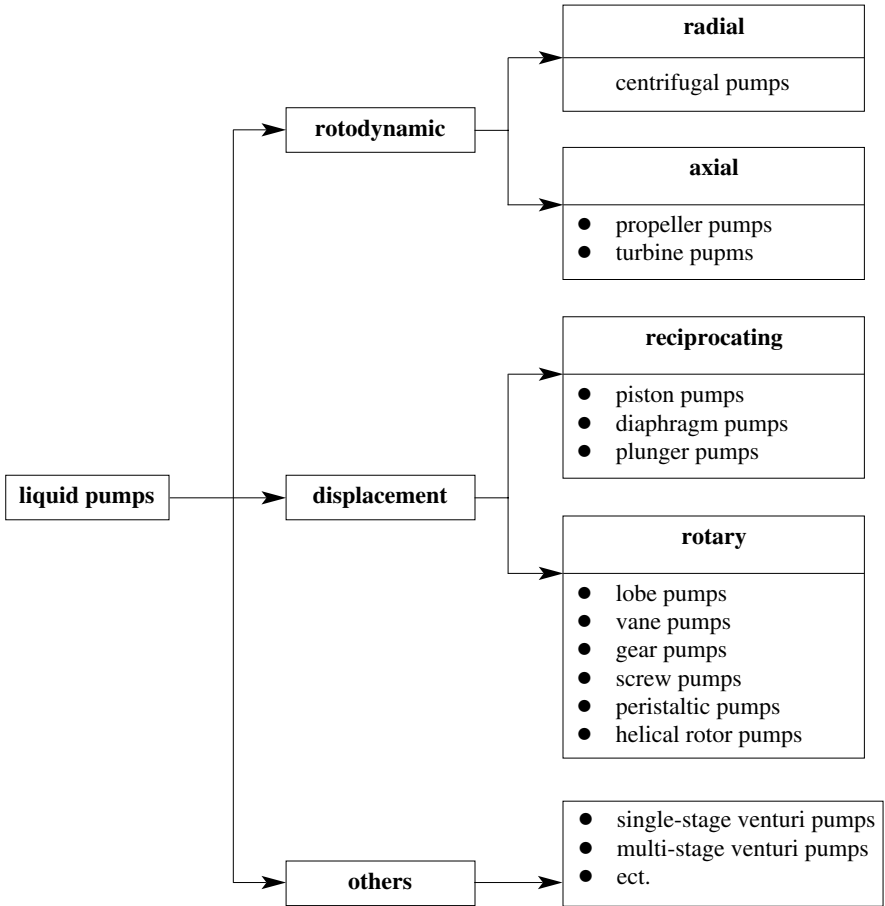 radial
centrifugal pumps
rotodynamic
axial
● propeller pumps
● turbine pupms
reciprocating
● piston pumps
● diaphragm pumps
● plunger pumps
liquid pumps
displacement
rotary
● lobe pumps
● vane pumps
● gear pumps
● screw pumps
● peristaltic pumps
● helical rotor pumps
others
● single-stage venturi pumps
● multi-stage venturi pumps
● ect.